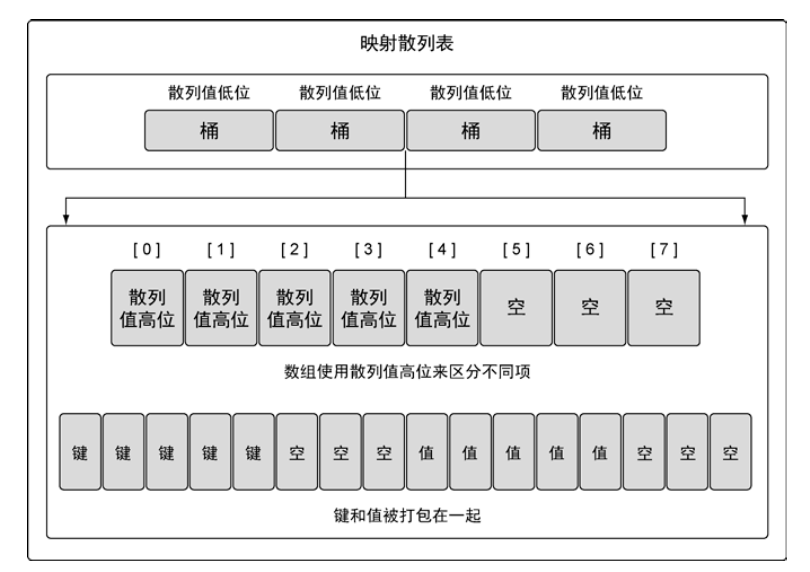 映射散列表
散列值低位 散列值低位 散列值低位 散列值低位
桶 桶 桶 桶
[0] [1] [2] [3] [4] [5] [6] [7]
散列 散列 散列 散列 散列
值高位 值高位 值高位 值高位 值高位 空 空 空
数组使用散列值高位来区分不同项
键 键 键 键 键 空 空 空 值 值 值 值 值 空 空 空
键和值被打包在一起